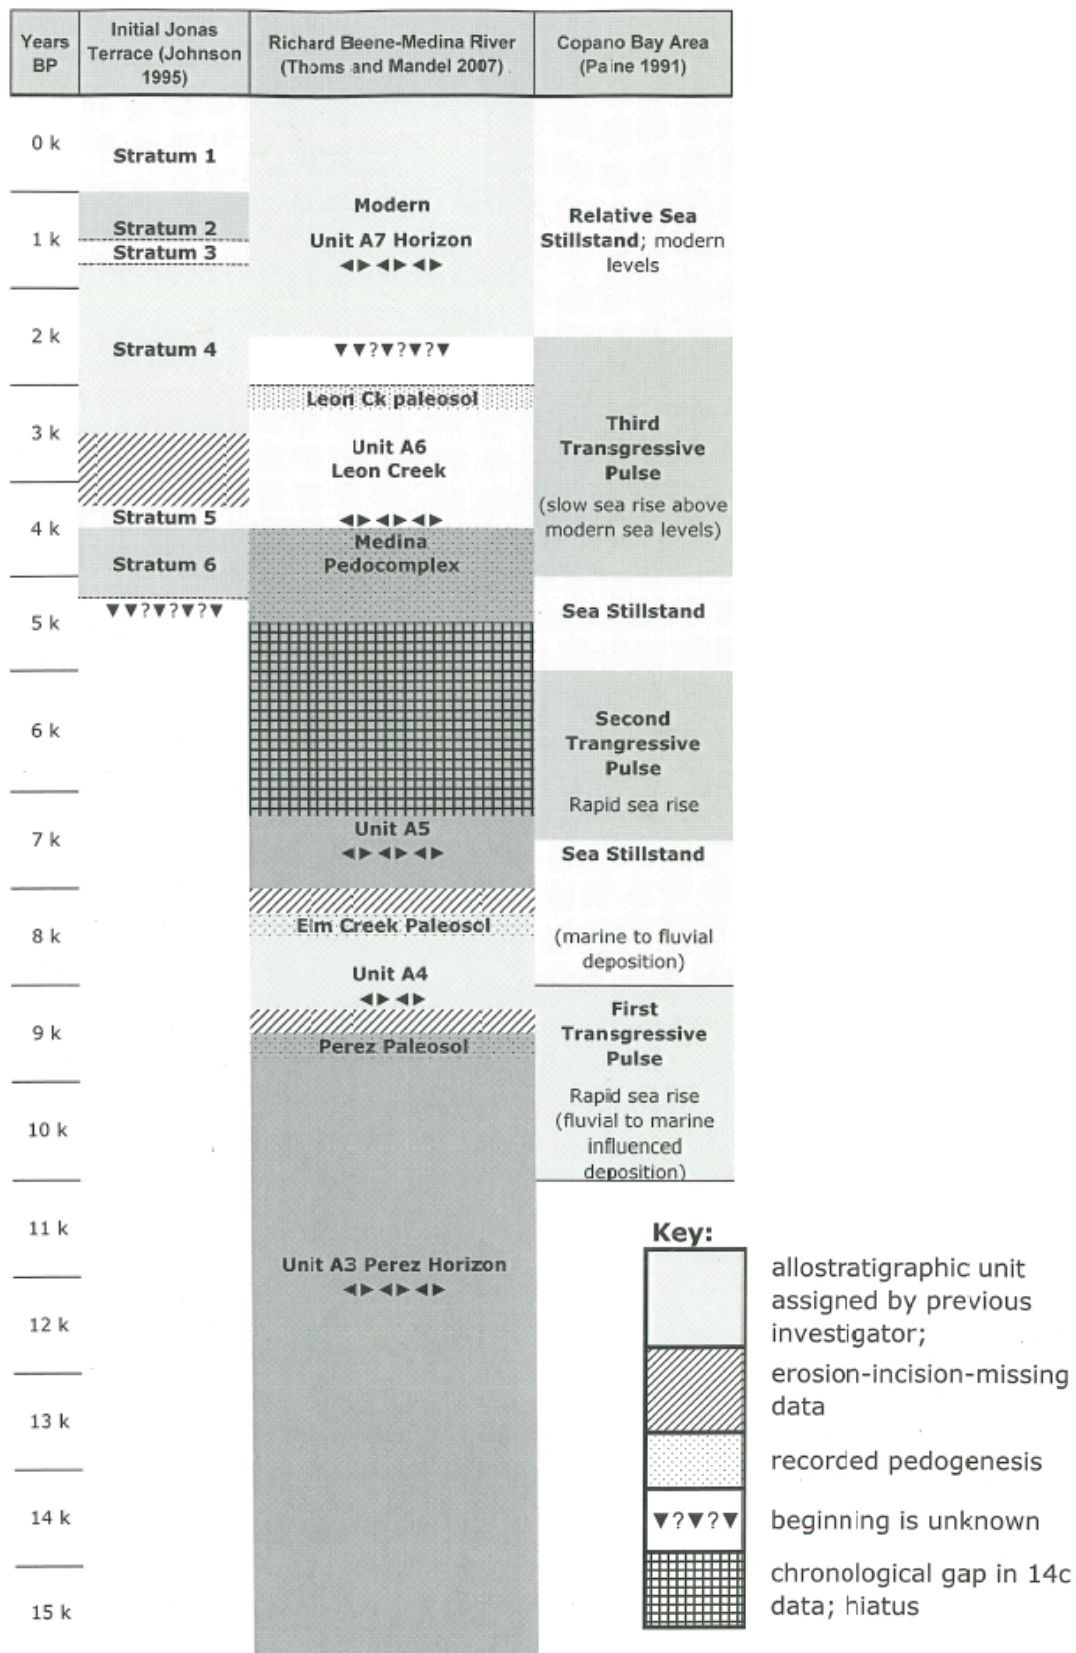 Years
BP
Initial Jonas
Terrace (Johnson
1995)
Richard Beene-Medina River
(Thoms and Mandel 2007)
Copano Bay Area
(Paine 1991)
0 k
1 k
2 k
3 k
4 k
5 k
6 k
7 k
8 k
9 k
10 k
11 k
12 k
13 k
14 k
15 k
Stratum 1
Stratum 2
Stratum 3
Stratum 4
Stratum 5
Stratum 6
▼▼?▼?▼?▼
Modern
Unit A7 Horizon
◄►◄►◄►
▼▼?▼?▼?▼
Leon Ck paleosol
Unit A6
Leon Creek
◄►◄►◄►
Medina
Pedocomplex
Unit A5
◄►◄►◄►
Elm Creek Paleosol
Unit A4
◄►◄►
Perez Paleosol
Unit A3 Perez Horizon
◄►◄►◄►
Relative Sea
Stillstand; modern
levels
Third
Transgressive
Pulse
(slow sea rise above
modern sea levels)
Sea Stillstand
Second
Trangressive
Pulse
Rapid sea rise
Sea Stillstand
(marine to fluvial
deposition)
First
Transgressive
Pulse
Rapid sea rise
(fluvial to marine
influenced
deposition)
Key:
allostratigraphic unit
assigned by previous
investigator;
erosion-incision-missing
data
recorded pedogenesis
▼?▼?▼
beginning is unknown
chronological gap in 14c
data; hiatus